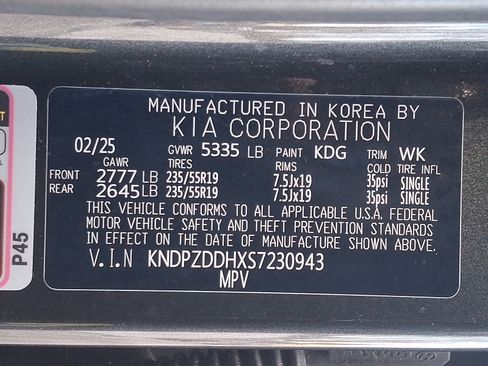 MANUFACTURED IN KOREA BY
KIA CORPORATION
02/25 GVWR 5335 LB PAINT KDG TRIM WK
GAWR TIRES RIMS COLD TIRE INFL
FRONT 2777 LB 235/55R19 7.5Jx19 35psi SINGLE
REAR 2645 LB 235/55R19 7.5Jx19 35psi SINGLE
THIS VEHICLE CONFORMS TO ALL APPLICABLE U.S.A. FEDERAL
MOTOR VEHICLE SAFETY AND THEFT PREVENTION STANDARDS
IN EFFECT ON THE DATE OF MANUFACTURE SHOWN ABOVE.
V.I.N KNDPZDDHXS7230943
MPV
P45